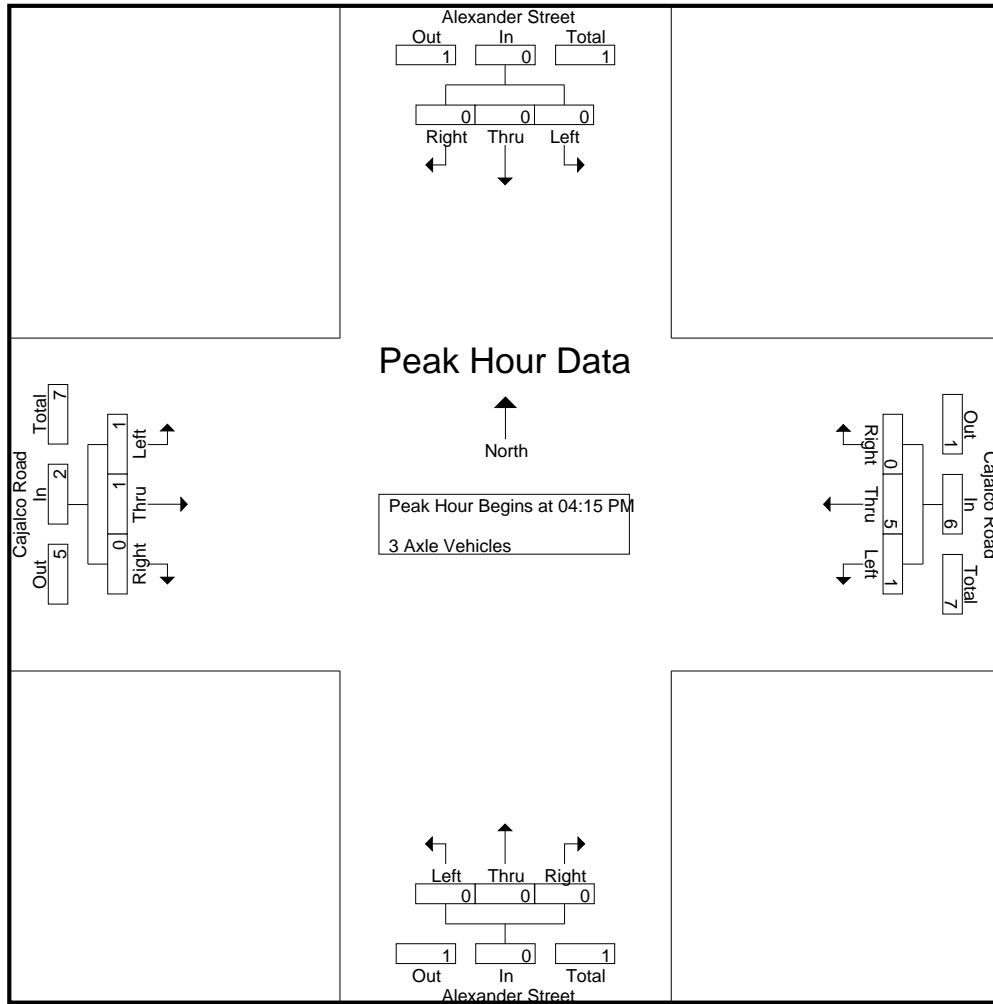 Alexander Street
Out In Total
1 0 1
0 0 0
Right Thru Left
Peak Hour Data
North
Peak Hour Begins at 04:15 PM
3 Axle Vehicles
Cajalco Road
Out In Total
5 2 7
Right Thru Left
0 1 1
Cajalco Road
Out In Total
1 6 7
Right Thru Left
0 5 1
Left Thru Right
0 0 0
1 0 1
Out In Total
Alexander Street